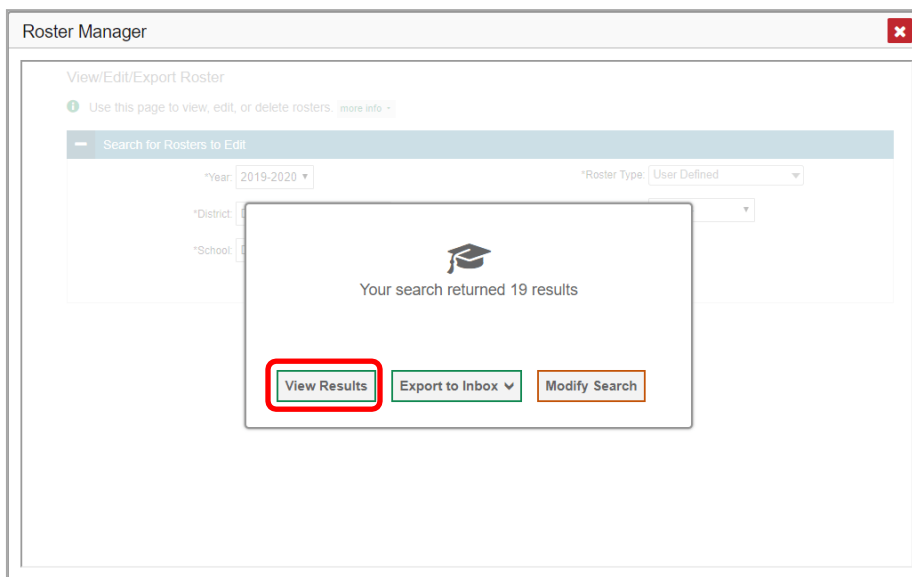 Roster Manager
View/Edit/Export Roster
Use this page to view, edit, or delete rosters. more info
Search for Rosters to Edit
*Year: 2019-2020 *Roster Type: User Defined
*District:
*School:
Your search returned 19 results
View Results Export to Inbox Modify Search